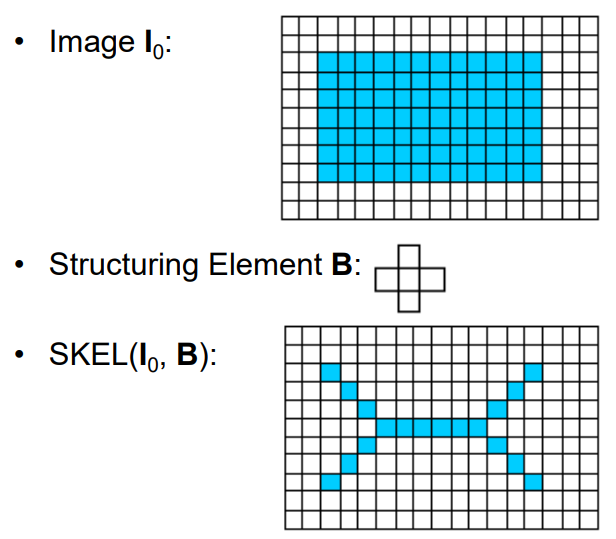 • Image I₀:
• Structuring Element B:
• SKEL(I₀, B):